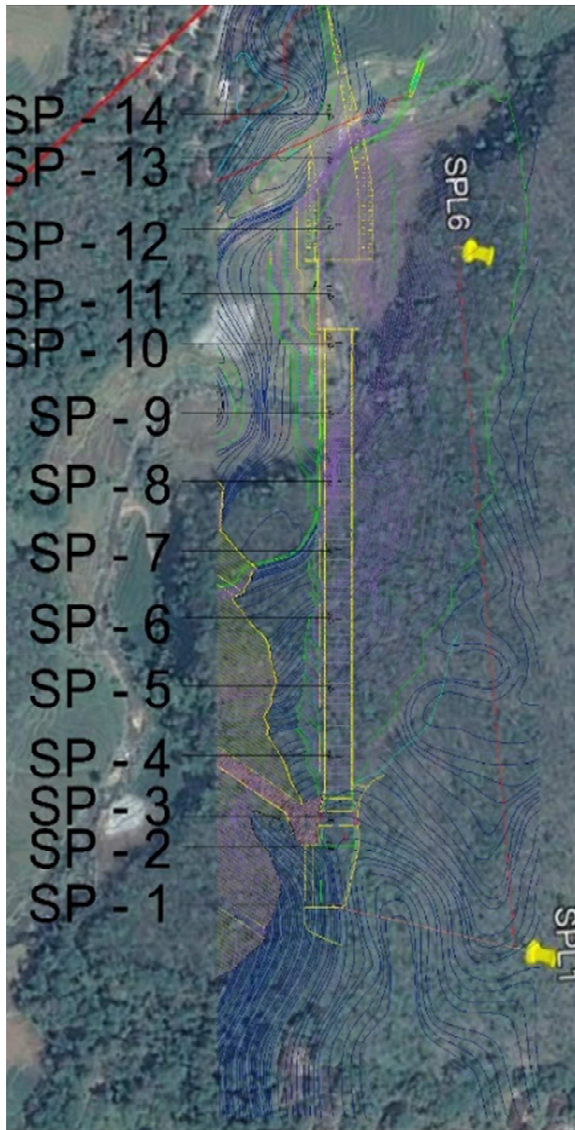 SP - 14
SP - 13
SPL6
SP - 12
SP - 11
SP - 10
SP - 9
SP - 8
SP - 7
SP - 6
SP - 5
SP - 4
SP - 3
SP - 2
SP - 1
SPL1